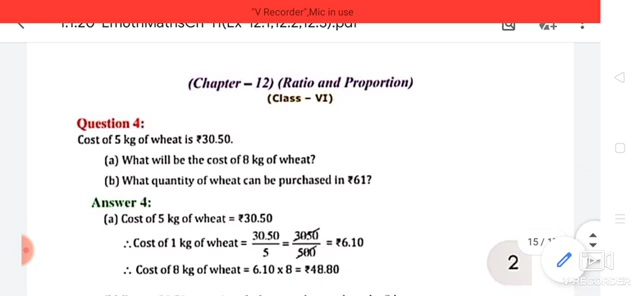 "V Recorder",Mic in use
(Chapter – 12) (Ratio and Proportion)
(Class – VI)
Question 4:
Cost of 5 kg of wheat is ₹30.50.
(a) What will be the cost of 8 kg of wheat?
(b) What quantity of wheat can be purchased in ₹61?
Answer 4:
(a) Cost of 5 kg of wheat = ₹30.50
∴Cost of 1 kg of wheat = 30.50/5 = 3050/500 = ₹6.10
∴ Cost of 8 kg of wheat = 6.10 x 8 = ₹48.80
15 /
2
V RECORDER